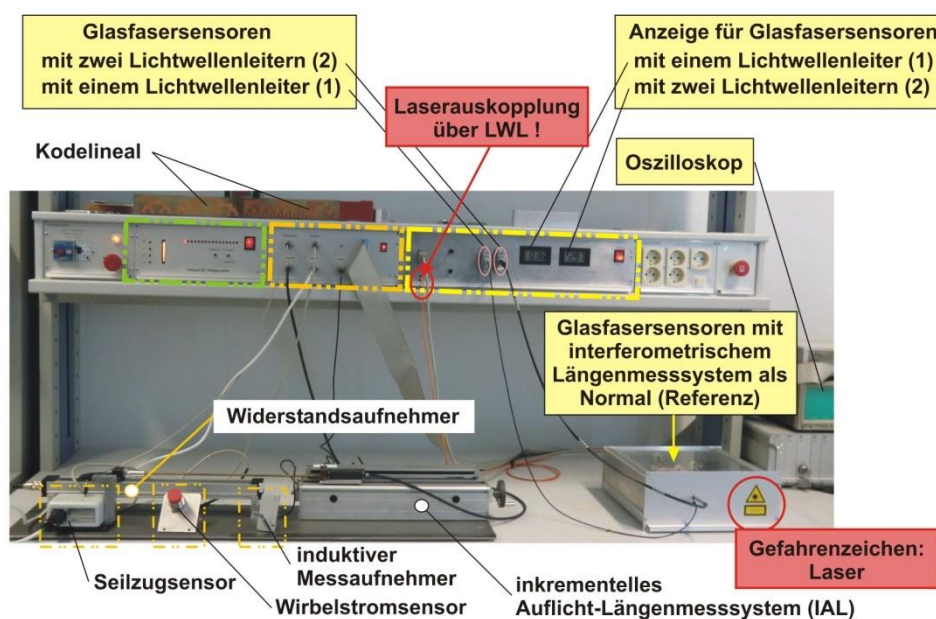 Glasfasersensoren
mit zwei Lichtwellenleitern (2)
mit einem Lichtwellenleiter (1)
Anzeige für Glasfasersensoren
mit einem Lichtwellenleiter (1)
mit zwei Lichtwellenleitern (2)
Laserauskopplung
über LWL !
Kodelineal
Oszilloskop
Glasfasersensoren mit
interferometrischem
Längenmesssystem als
Normal (Referenz)
Widerstandsaufnehmer
Seilzugsensor
Wirbelstromsensor
induktiver
Messaufnehmer
inkrementelles
Auflicht-Längenmesssystem (IAL)
Gefahrenzeichen:
Laser